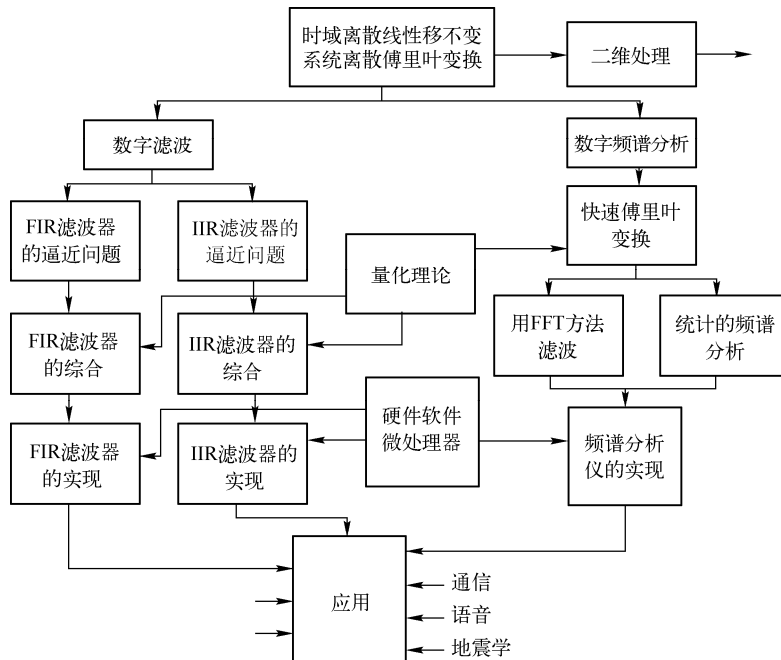 时域离散线性移不变
系统离散傅里叶变换
二维处理
数字滤波
数字频谱分析
FIR滤波器
的逼近问题
IIR滤波器的
逼近问题
快速傅里叶
变换
量化理论
FIR滤波器
的综合
IIR滤波器的
综合
用FFT方法
滤波
统计的频谱
分析
FIR滤波器
的实现
IIR滤波器的
实现
硬件软件
微处理器
频谱分析
仪的实现
应用
通信
语音
地震学